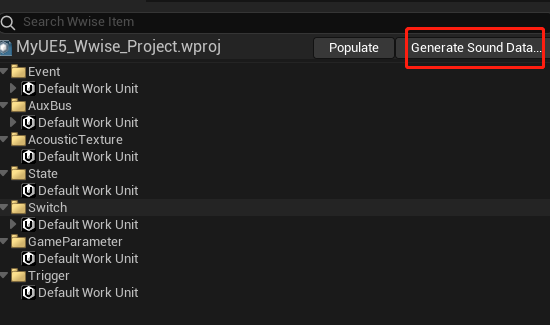 Search Wwise Item
MyUE5_Wwise_Project.wproj
Populate
Generate Sound Data...
Event
Default Work Unit
AuxBus
Default Work Unit
AcousticTexture
Default Work Unit
State
Default Work Unit
Switch
Default Work Unit
GameParameter
Default Work Unit
Trigger
Default Work Unit